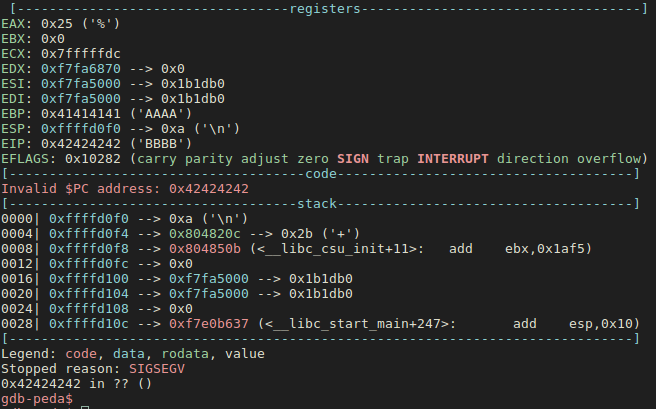 [----------------------------------registers-----------------------------------]
EAX: 0x25 ('%')
EBX: 0x0
ECX: 0x7fffffdc
EDX: 0xf7fa6870 --> 0x0
ESI: 0xf7fa5000 --> 0x1b1db0
EDI: 0xf7fa5000 --> 0x1b1db0
EBP: 0x41414141 ('AAAA')
ESP: 0xffffd0f0 --> 0xa ('\n')
EIP: 0x42424242 ('BBBB')
EFLAGS: 0x10282 (carry parity adjust zero SIGN trap INTERRUPT direction overflow)
[-------------------------------------code-------------------------------------]
Invalid $PC address: 0x42424242
[------------------------------------stack-------------------------------------]
0000| 0xffffd0f0 --> 0xa ('\n')
0004| 0xffffd0f4 --> 0x804820c --> 0x2b ('+')
0008| 0xffffd0f8 --> 0x804850b (<__libc_csu_init+11>: add ebx,0x1af5)
0012| 0xffffd0fc --> 0x0
0016| 0xffffd100 --> 0xf7fa5000 --> 0x1b1db0
0020| 0xffffd104 --> 0xf7fa5000 --> 0x1b1db0
0024| 0xffffd108 --> 0x0
0028| 0xffffd10c --> 0xf7e0b637 (<__libc_start_main+247>: add esp,0x10)
[------------------------------------------------------------------------------]
Legend: code, data, rodata, value
Stopped reason: SIGSEGV
0x42424242 in ?? ()
gdb-peda$